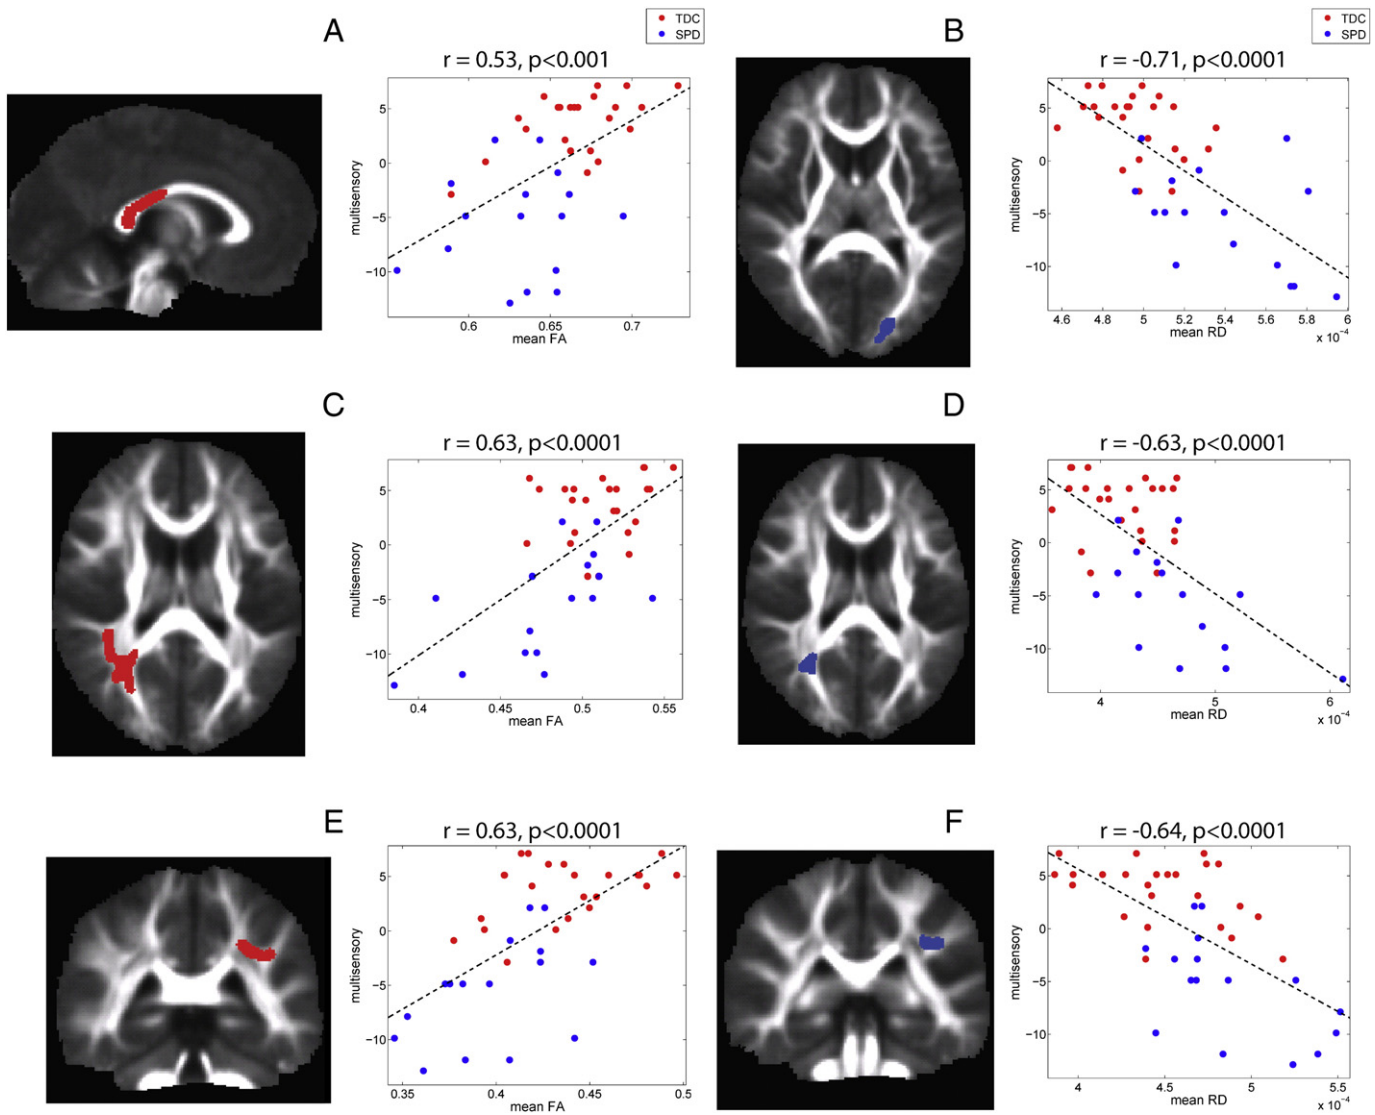 A
TDC
SPD
r = 0.53, p<0.001
multisensory
5
0
−5
−10
0.6
0.65
0.7
mean FA
B
TDC
SPD
r = -0.71, p<0.0001
multisensory
5
0
−5
−10
4.6
4.8
5
5.2
5.4
5.6
5.8
6
mean RD
x 10⁻⁴
C
r = 0.63, p<0.0001
multisensory
5
0
−5
−10
0.4
0.45
0.5
0.55
mean FA
D
r = -0.63, p<0.0001
multisensory
5
0
−5
−10
4
5
6
mean RD
x 10⁻⁴
E
r = 0.63, p<0.0001
multisensory
5
0
−5
−10
0.35
0.4
0.45
0.5
mean FA
F
r = -0.64, p<0.0001
multisensory
5
0
−5
−10
4
4.5
5
5.5
mean RD
x 10⁻⁴